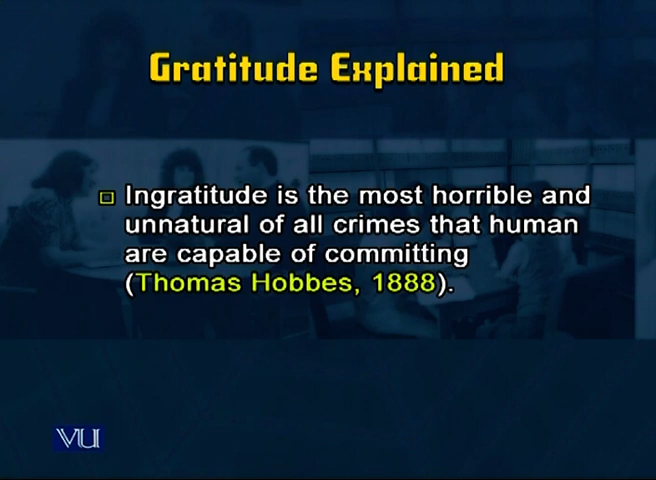 Gratitude Explained
Ingratitude is the most horrible and
unnatural of all crimes that human
are capable of committing
(Thomas Hobbes, 1888).
VU